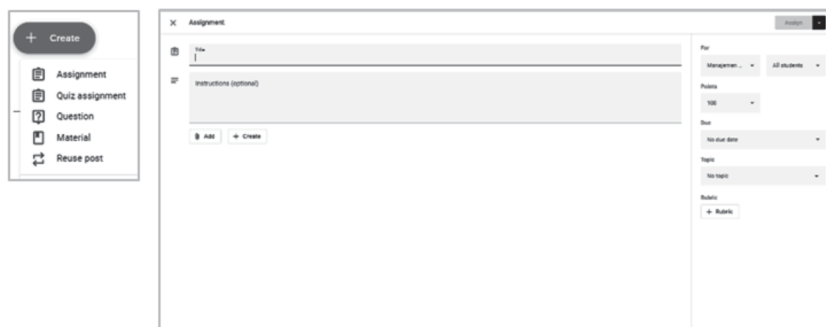 + Create
Assignment
Quiz assignment
Question
Material
Reuse post
Assignment
Assign
Title
Instructions (optional)
Add
+ Create
For
Manajemen ...
All students
Points
100
Due
No due date
Topic
No topic
Rubric
+ Rubric